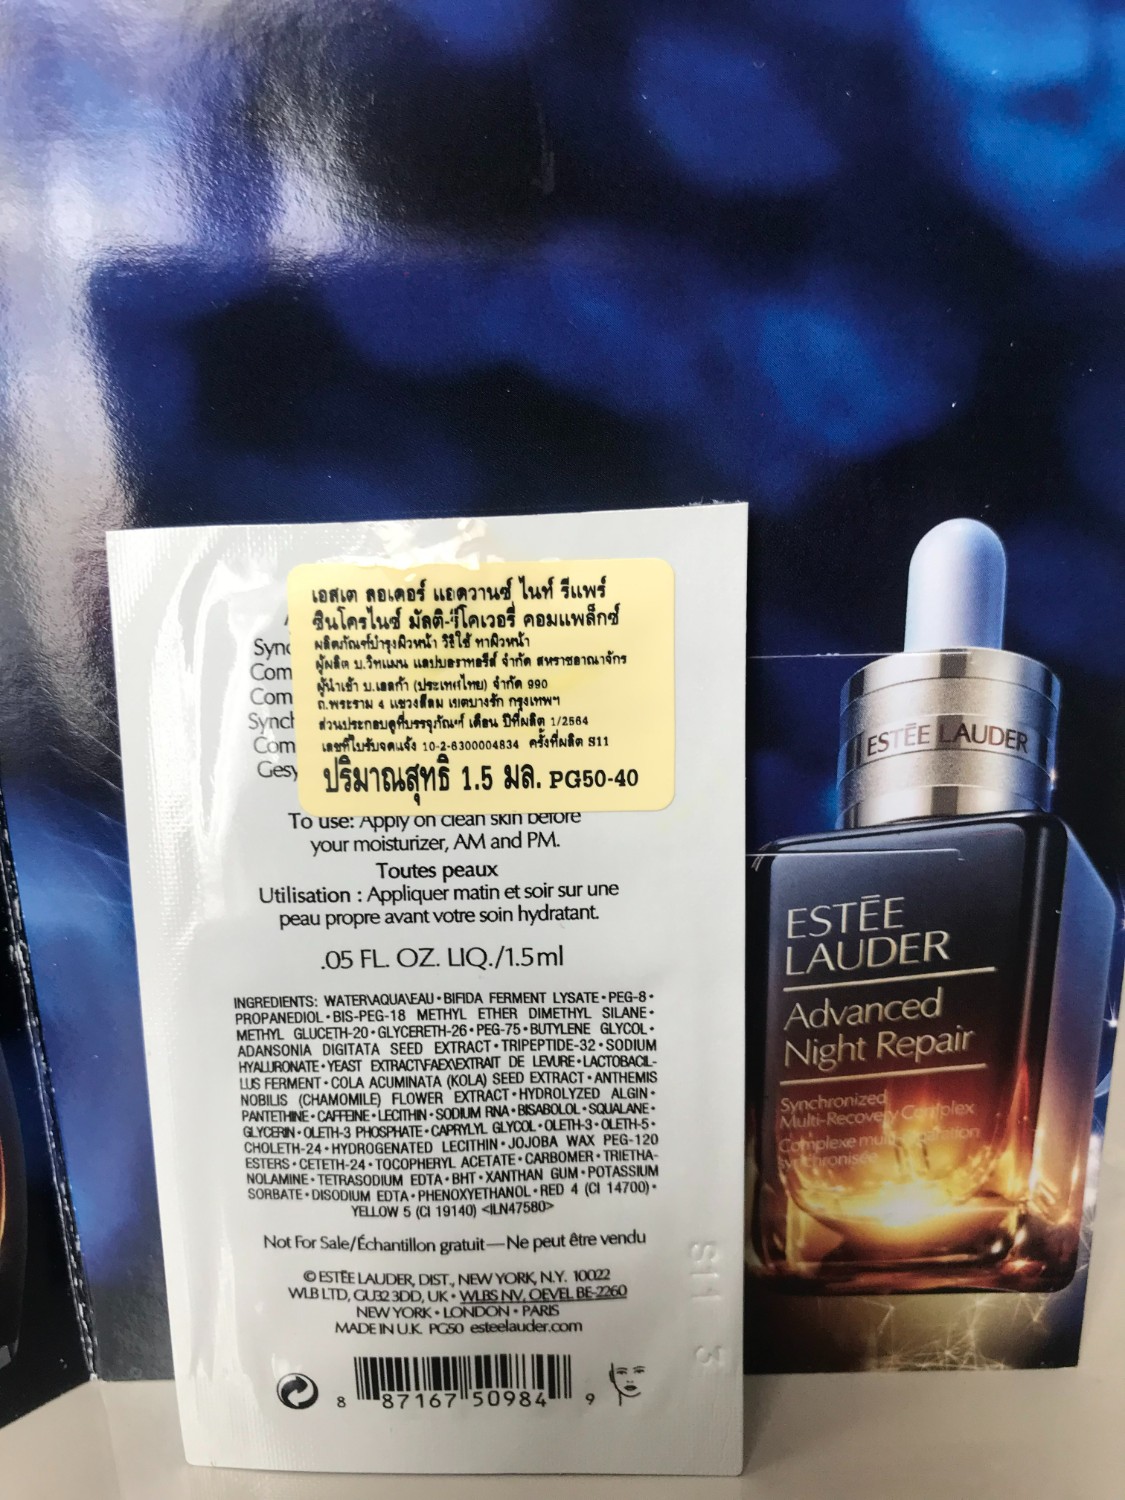 เอสเต ลอเดอร์ แอดวานซ์ ไนท์ รีแพร์
ซินโครไนซ์ มัลติ-รีโคเวอรี่ คอมเพล็กซ์
ผลิตภัณฑ์บำรุงผิวหน้า วิธีใช้ ทาผิวหน้า
ผู้ผลิต บ.วิทแมน แลปบอราทอรีส์ จำกัด สหราชอาณาจักร
ผู้นำเข้า บ.เอลก้า (ประเทศไทย) จำกัด 990
ถ.พระราม 4 แขวงสีลม เขตบางรัก กรุงเทพฯ
ส่วนประกอบดูที่บรรจุภัณฑ์ เดือน ปีที่ผลิต 1/2564
เลขที่ใบรับจดแจ้ง 10-2-6300004834 ครั้งที่ผลิต S11
ปริมาณสุทธิ 1.5 มล. PG50-40
Sync
Com
Com
Synch
Com
Gesy
To use: Apply on clean skin before
your moisturizer, AM and PM.
Toutes peaux
Utilisation : Appliquer matin et soir sur une
peau propre avant votre soin hydratant.
.05 FL. OZ. LIQ./1.5ml
INGREDIENTS: WATER\AQUA\EAU • BIFIDA FERMENT LYSATE • PEG-8 •
PROPANEDIOL • BIS-PEG-18 METHYL ETHER DIMETHYL SILANE •
METHYL GLUCETH-20 • GLYCERETH-26 • PEG-75 • BUTYLENE GLYCOL •
ADANSONIA DIGITATA SEED EXTRACT • TRIPEPTIDE-32 • SODIUM
HYALURONATE • YEAST EXTRACT\FAEX\EXTRAIT DE LEVURE • LACTOBACIL-
LUS FERMENT • COLA ACUMINATA (KOLA) SEED EXTRACT • ANTHEMIS
NOBILIS (CHAMOMILE) FLOWER EXTRACT • HYDROLYZED ALGIN •
PANTETHINE • CAFFEINE • LECITHIN • SODIUM RNA • BISABOLOL • SQUALANE •
GLYCERIN • OLETH-3 PHOSPHATE • CAPRYLYL GLYCOL • OLETH-3 • OLETH-5 •
CHOLETH-24 • HYDROGENATED LECITHIN • JOJOBA WAX PEG-120
ESTERS • CETETH-24 • TOCOPHERYL ACETATE • CARBOMER • TRIETHA-
NOLAMINE • TETRASODIUM EDTA • BHT • XANTHAN GUM • POTASSIUM
SORBATE • DISODIUM EDTA • PHENOXYETHANOL • RED 4 (CI 14700) •
YELLOW 5 (CI 19140) <ILN47580>
Not For Sale/Échantillon gratuit—Ne peut être vendu
© ESTĒE LAUDER, DIST., NEW YORK, N.Y. 10022
WLB LTD, GU32 3DD, UK • WLBS NV, OEVEL BE-2260
NEW YORK • LONDON • PARIS
MADE IN U.K. PG50 esteelauder.com
8 87167 50984 9
S11 3
ESTĒE LAUDER
ESTĒE
LAUDER
Advanced
Night Repair
Synchronized
Multi-Recovery Complex
Complexe multi-réparation
synchronisée